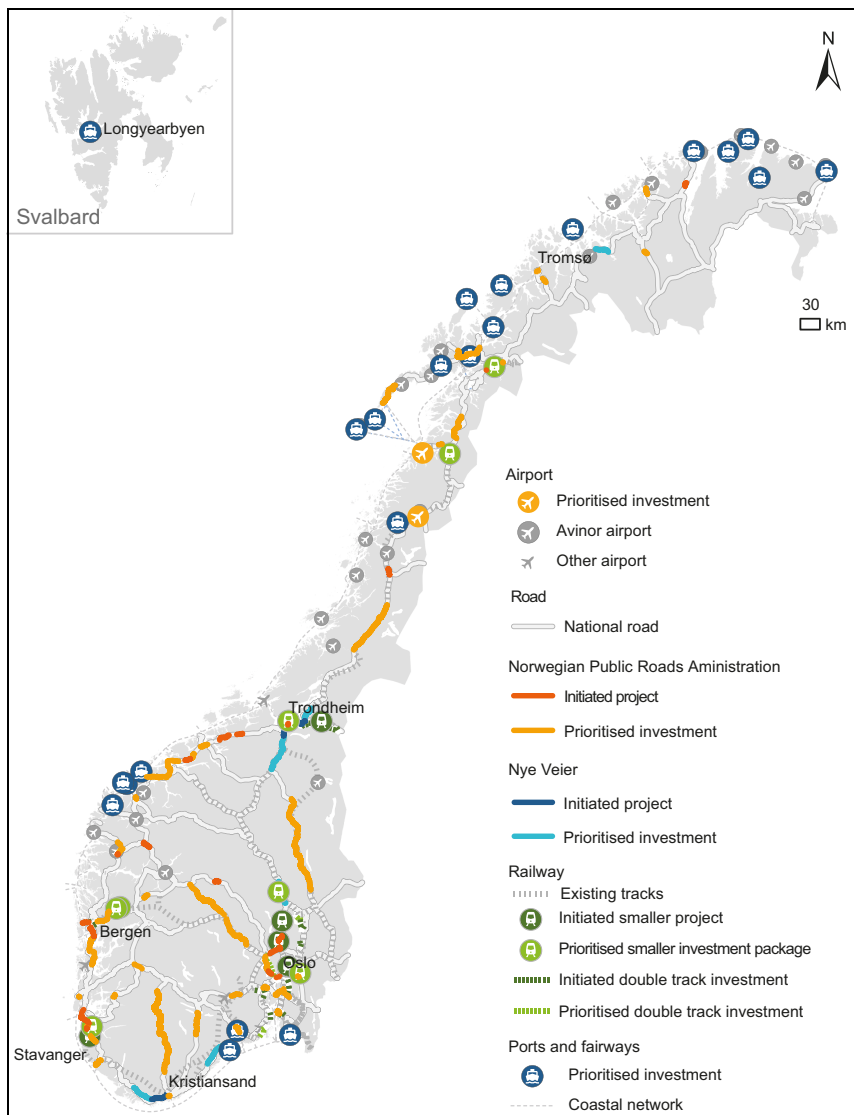 Longyearbyen
Svalbard
N
30
km
Tromsø
Trondheim
Bergen
Oslo
Stavanger
Kristiansand
Airport
Prioritised investment
Avinor airport
Other airport
Road
National road
Norwegian Public Roads Aministration
Initiated project
Prioritised investment
Nye Veier
Initiated project
Prioritised investment
Railway
Existing tracks
Initiated smaller project
Prioritised smaller investment package
Initiated double track investment
Prioritised double track investment
Ports and fairways
Prioritised investment
Coastal network